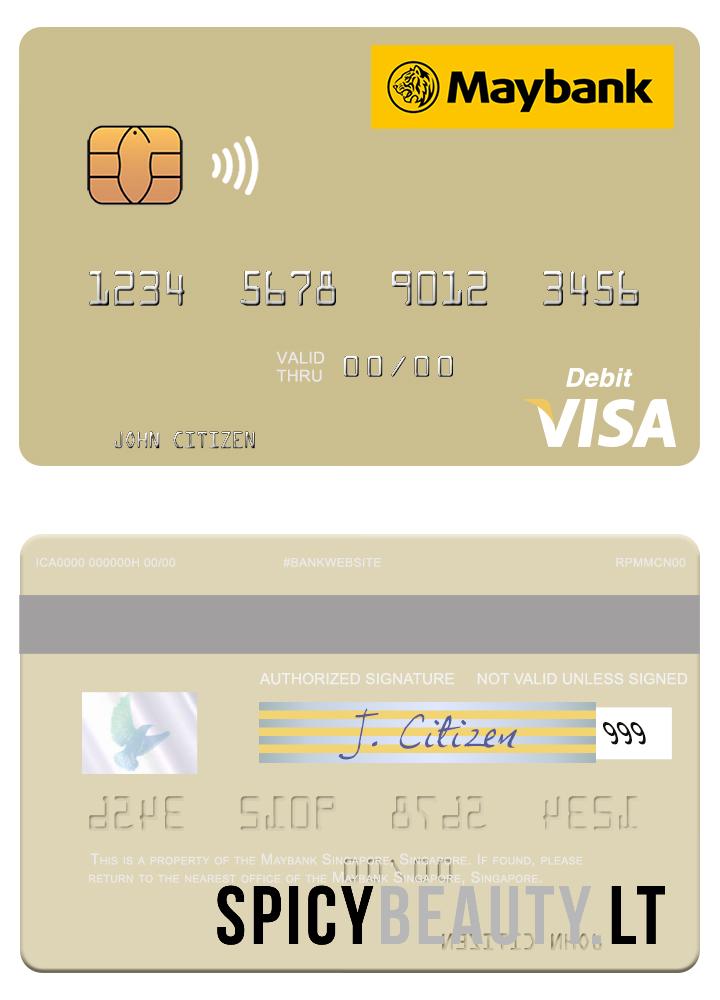 Maybank
1234 5678 9012 3456
VALID THRU 00/00
Debit
VISA
JOHN CITIZEN
ICA0000 000000H 00/00 #BANKWEBSITE RPMMCN00
AUTHORIZED SIGNATURE NOT VALID UNLESS SIGNED
J. Citizen 999
THIS IS A PROPERTY OF THE MAYBANK SINGAPORE, SINGAPORE. IF FOUND, PLEASE
RETURN TO THE NEAREST OFFICE OF THE MAYBANK SINGAPORE, SINGAPORE.
SPICYBEAUTY.LT